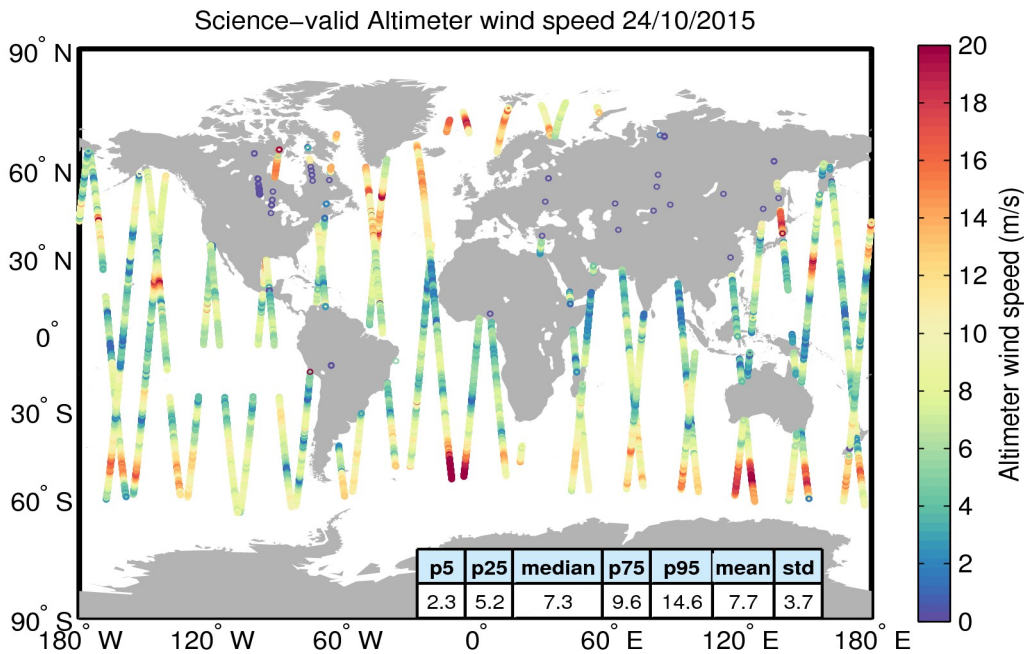 Science−valid Altimeter wind speed 24/10/2015
90° N
60° N
30° N
0°
30° S
60° S
90° S
180° W
120° W
60° W
0°
60° E
120° E
180° E
p5 p25 median p75 p95 mean std
2.3 5.2 7.3 9.6 14.6 7.7 3.7
20
18
16
14
12
10
8
6
4
2
0
Altimeter wind speed (m/s)